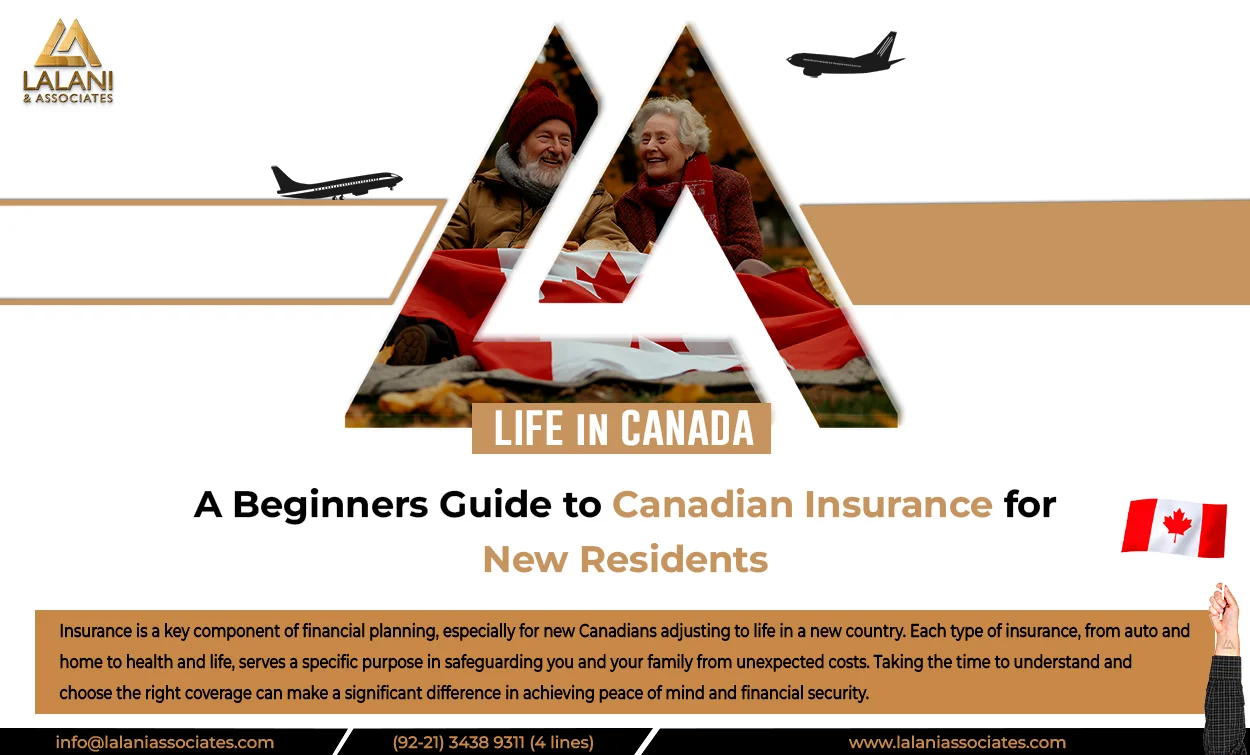 LALANI
& ASSOCIATES
LIFE IN CANADA
A Beginners Guide to Canadian Insurance for
New Residents
Insurance is a key component of financial planning, especially for new Canadians adjusting to life in a new country. Each type of insurance, from auto and
home to health and life, serves a specific purpose in safeguarding you and your family from unexpected costs. Taking the time to understand and
choose the right coverage can make a significant difference in achieving peace of mind and financial security.
info@lalaniassociates.com
(92-21) 3438 9311 (4 lines)
www.lalaniassociates.com